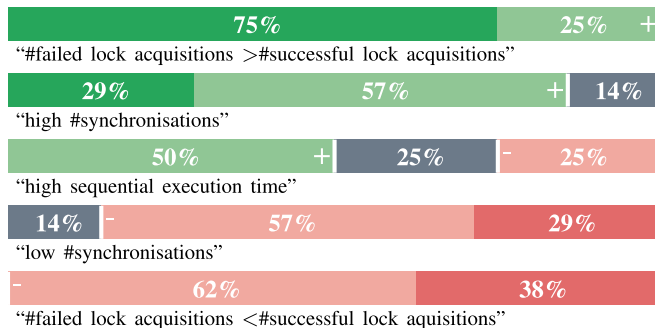 75% 25% +
“#failed lock acquisitions >#successful lock acquisitions”
29% 57% + 14%
“high #synchronisations”
50% + 25% - 25%
“high sequential execution time”
14% - 57% 29%
“low #synchronisations”
- 62% 38%
“#failed lock acquisitions <#successful lock aquisitions”